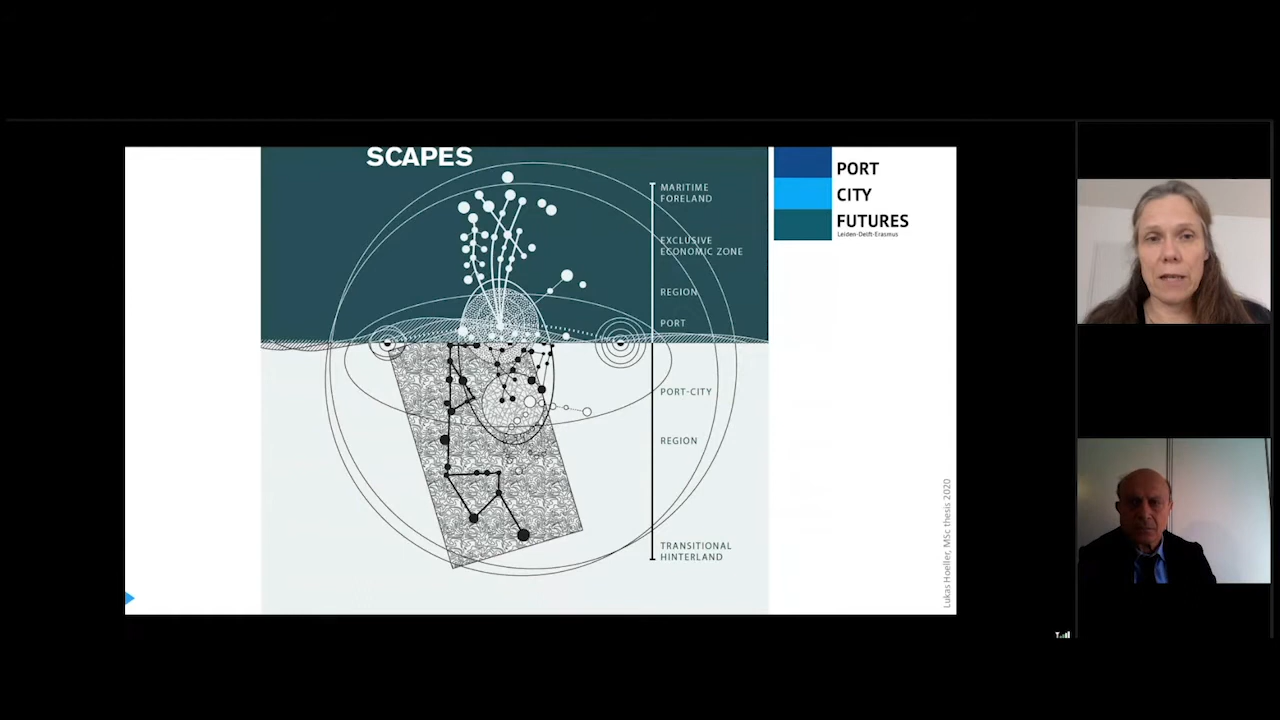 SCAPES
MARITIME
FORELAND
EXCLUSIVE
ECONOMIC ZONE
REGION
PORT
PORT-CITY
REGION
TRANSITIONAL
HINTERLAND
PORT
CITY
FUTURES
Leiden-Delft-Erasmus
Lukas Hoeller, MSc thesis 2020